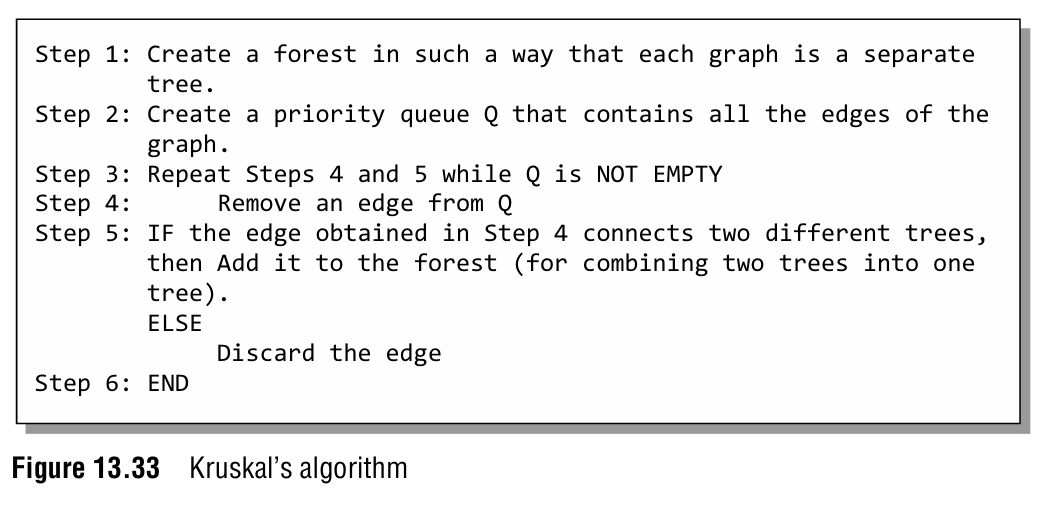 Step 1: Create a forest in such a way that each graph is a separate
tree.
Step 2: Create a priority queue Q that contains all the edges of the
graph.
Step 3: Repeat Steps 4 and 5 while Q is NOT EMPTY
Step 4: Remove an edge from Q
Step 5: IF the edge obtained in Step 4 connects two different trees,
then Add it to the forest (for combining two trees into one
tree).
ELSE
Discard the edge
Step 6: END
Figure 13.33 Kruskal's algorithm